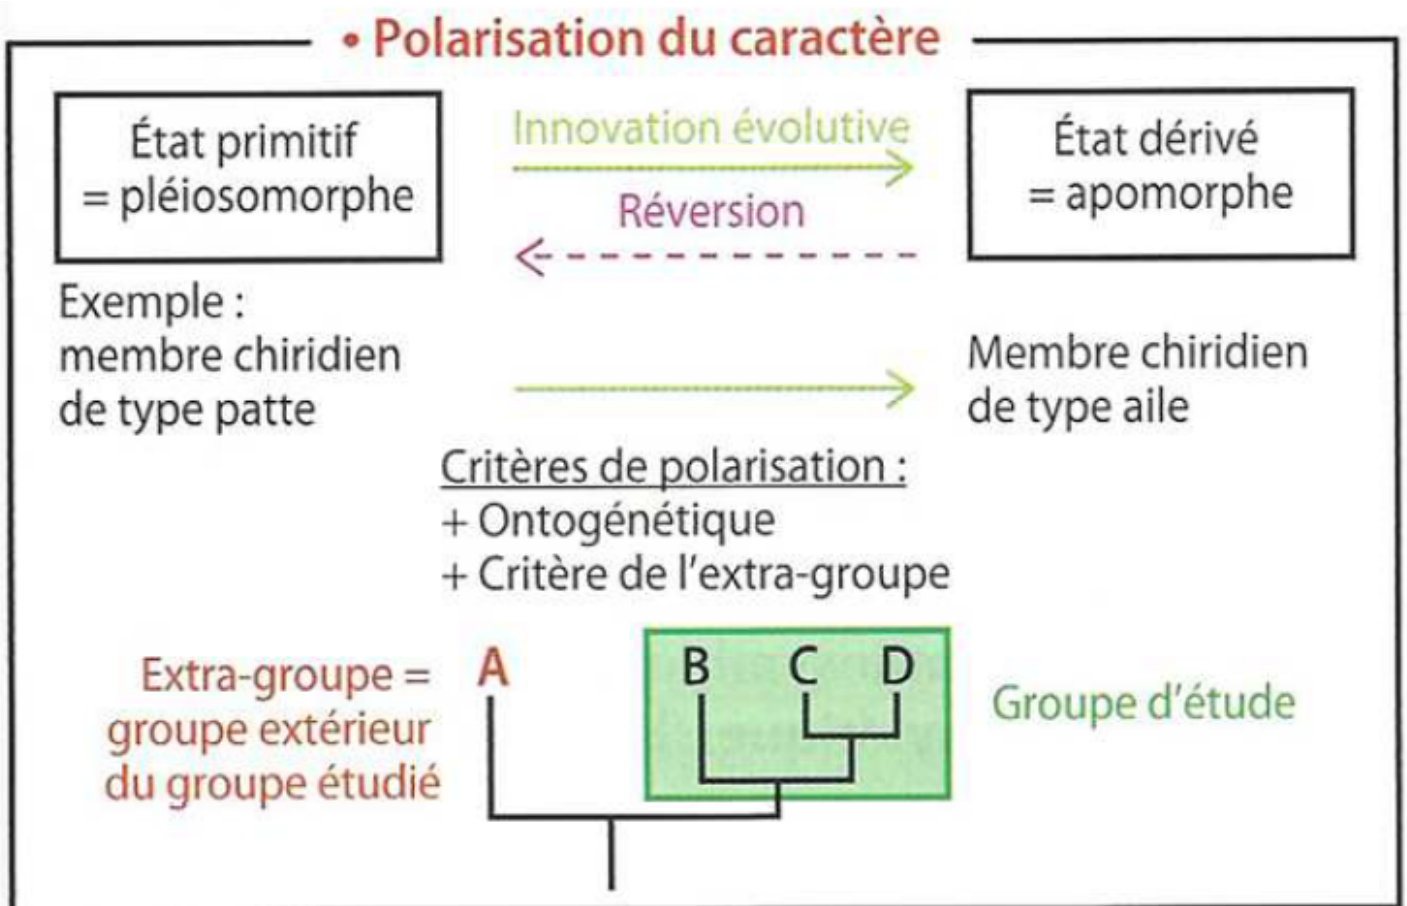 • Polarisation du caractère
État primitif
= pléiosomorphe
Innovation évolutive
Réversion
État dérivé
= apomorphe
Exemple :
membre chiridien
de type patte
Membre chiridien
de type aile
Critères de polarisation :
+ Ontogénétique
+ Critère de l'extra-groupe
Extra-groupe =
groupe extérieur
du groupe étudié
A
B C D
Groupe d'étude